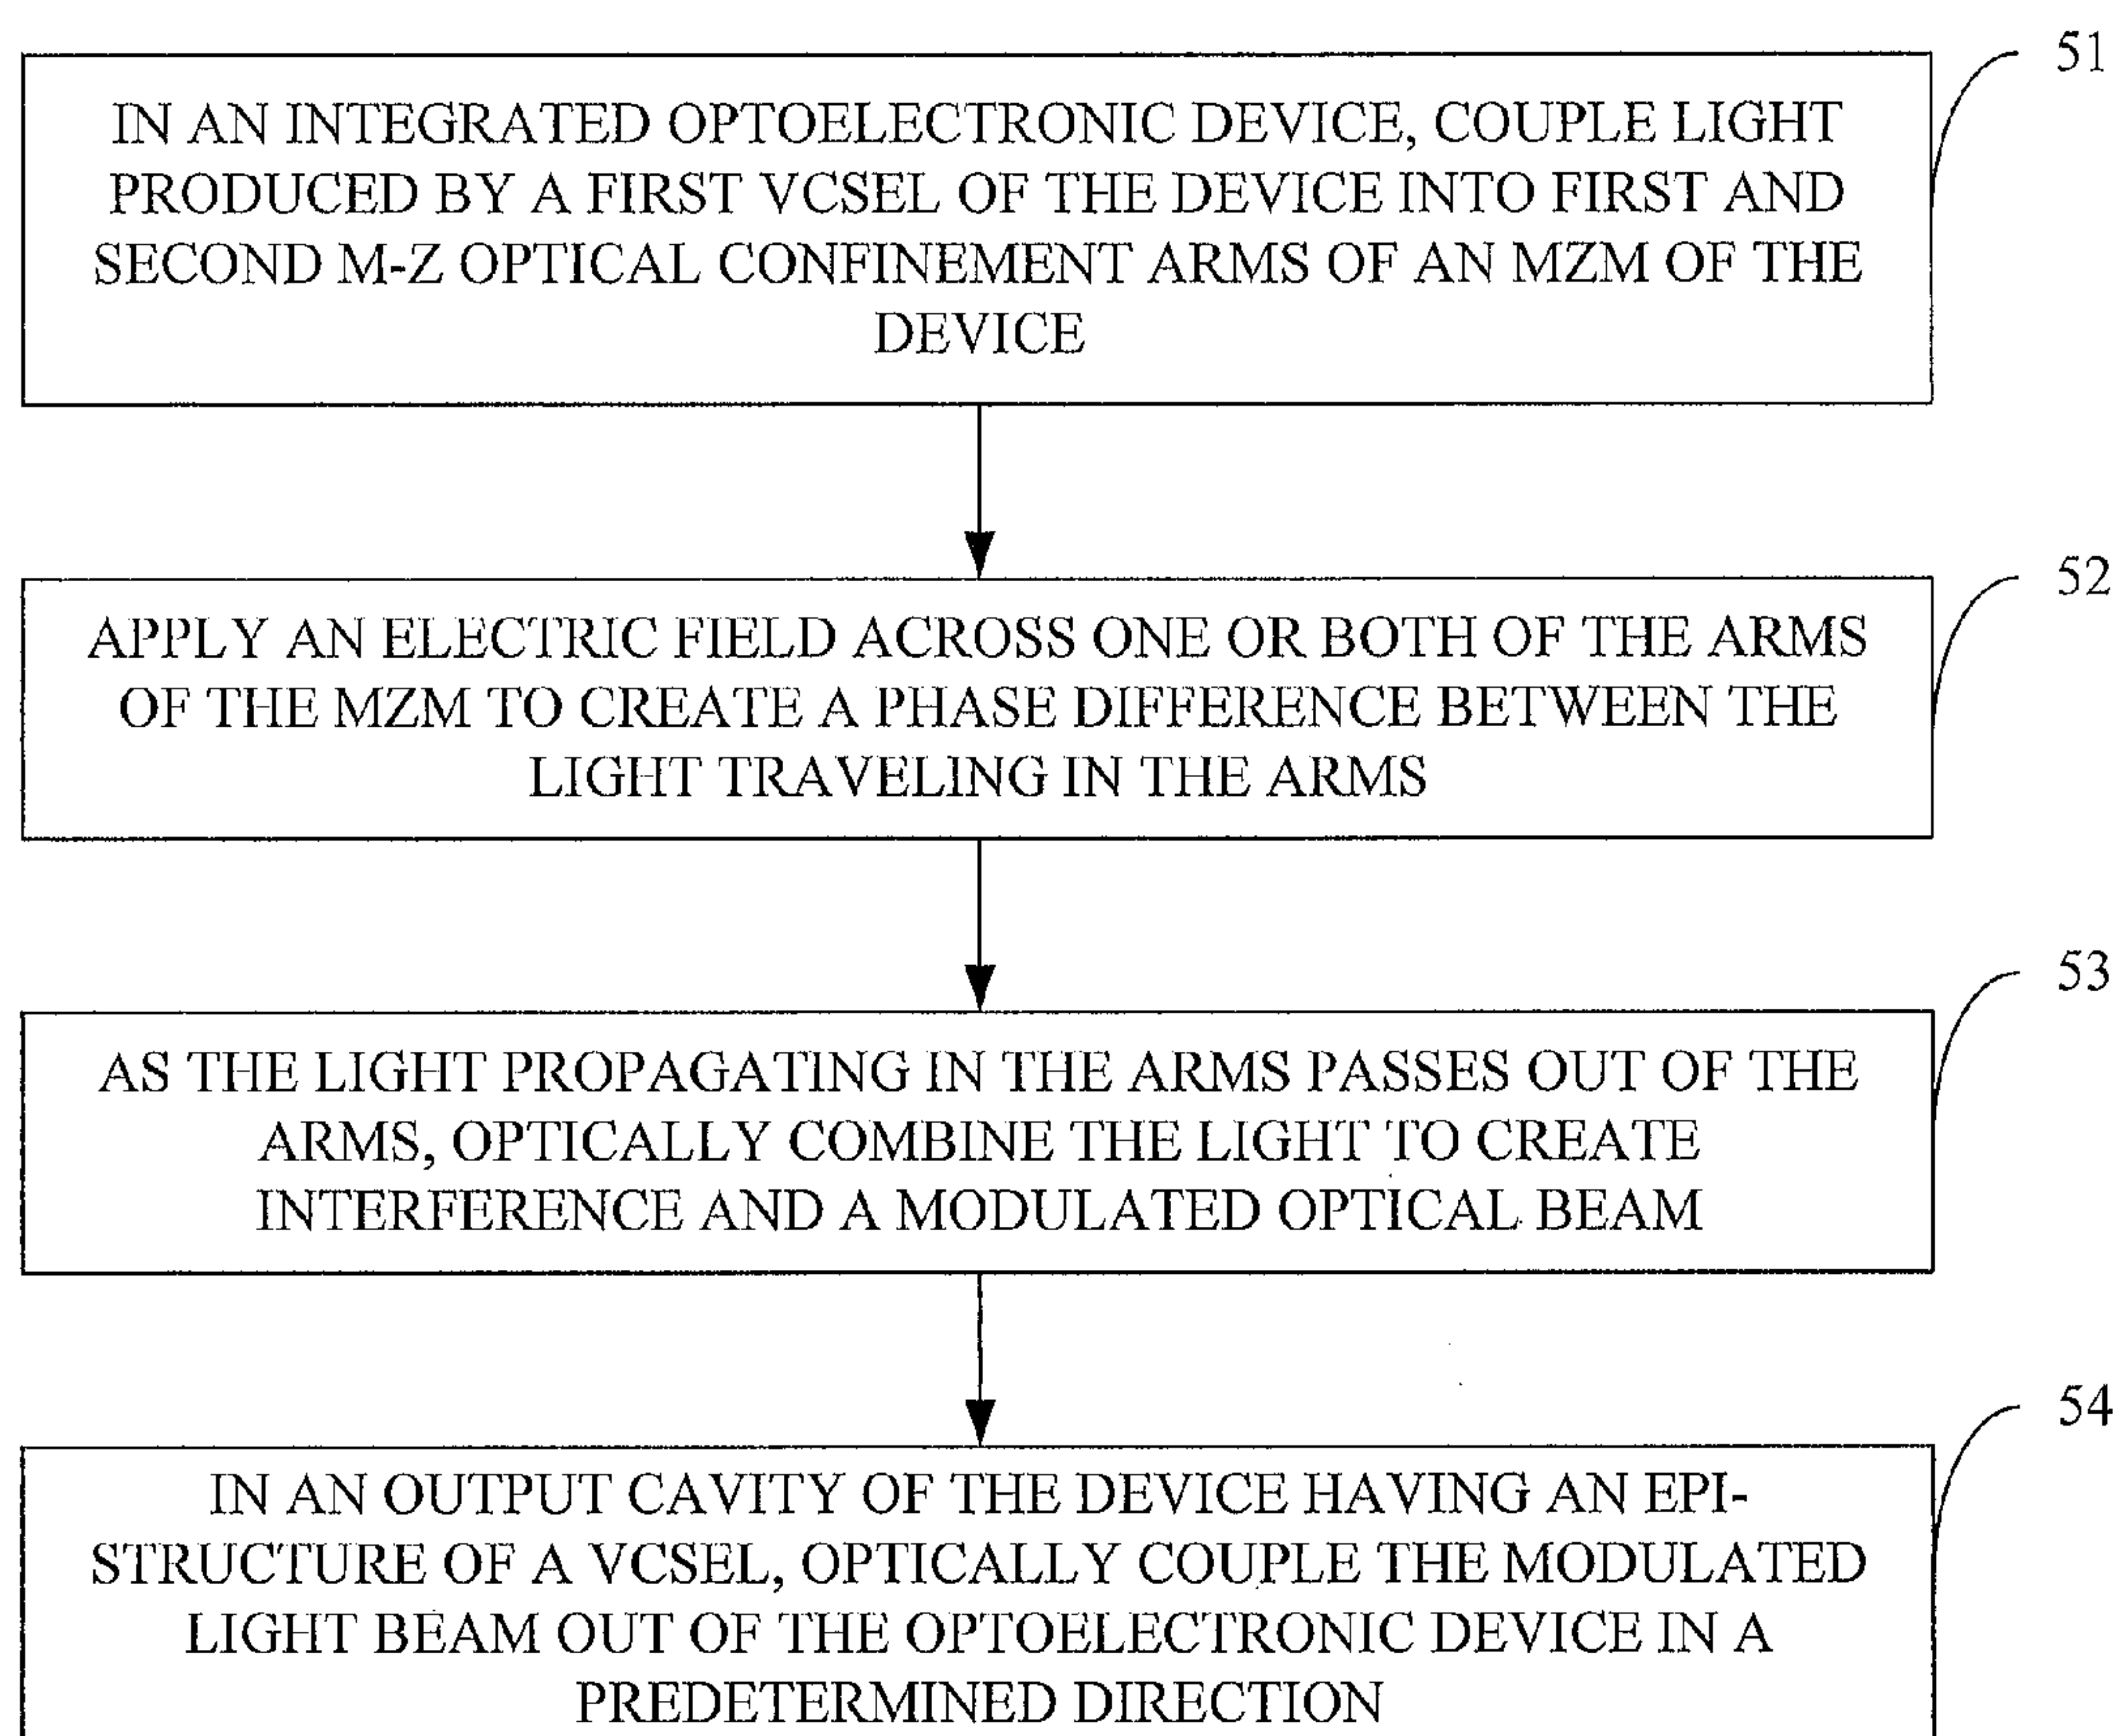 51
IN AN INTEGRATED OPTOELECTRONIC DEVICE, COUPLE LIGHT
PRODUCED BY A FIRST VCSEL OF THE DEVICE INTO FIRST AND
SECOND M-Z OPTICAL CONFINEMENT ARMS OF AN MZM OF THE
DEVICE
52
APPLY AN ELECTRIC FIELD ACROSS ONE OR BOTH OF THE ARMS
OF THE MZM TO CREATE A PHASE DIFFERENCE BETWEEN THE
LIGHT TRAVELING IN THE ARMS
53
AS THE LIGHT PROPAGATING IN THE ARMS PASSES OUT OF THE
ARMS, OPTICALLY COMBINE THE LIGHT TO CREATE
INTERFERENCE AND A MODULATED OPTICAL BEAM
54
IN AN OUTPUT CAVITY OF THE DEVICE HAVING AN EPI-
STRUCTURE OF A VCSEL, OPTICALLY COUPLE THE MODULATED
LIGHT BEAM OUT OF THE OPTOELECTRONIC DEVICE IN A
PREDETERMINED DIRECTION